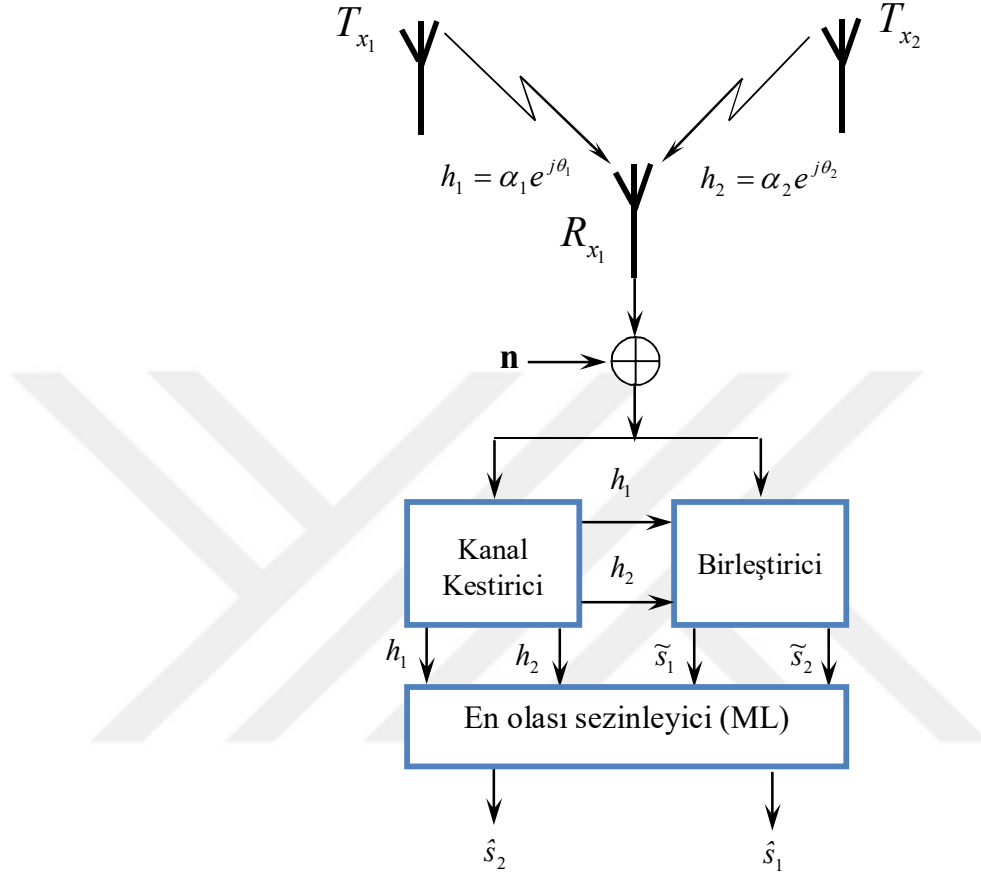 T_{x_1}
T_{x_2}
h_1 = α_1 e^{jθ_1}
h_2 = α_2 e^{jθ_2}
R_{x_1}
n
h_1
Kanal
Kestirici
Birleştirici
h_2
h_1
h_2
s̃_1
s̃_2
En olası sezinleyici (ML)
ŝ_2
ŝ_1